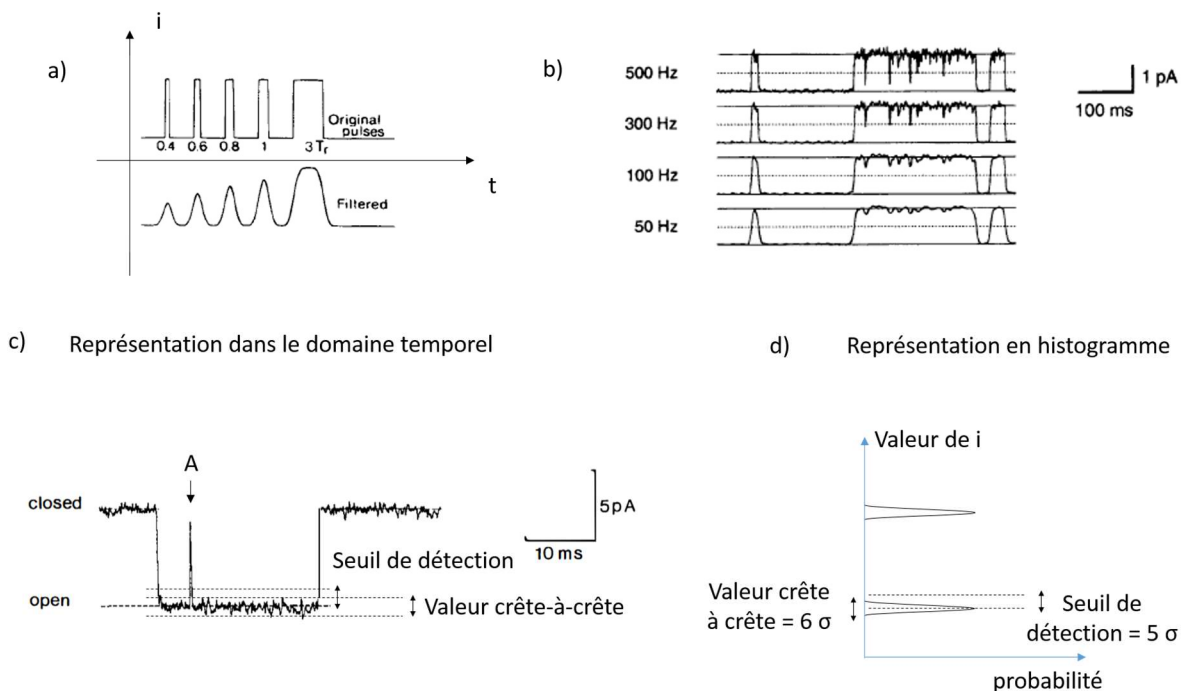 i
a)
Original
pulses
0.4 0.6 0.8 1 3 Tr
t
Filtered
b)
500 Hz
300 Hz
100 Hz
50 Hz
1 pA
100 ms
c) Représentation dans le domaine temporel
A
closed
open
5pA
10 ms
Seuil de détection
Valeur crête-à-crête
d) Représentation en histogramme
Valeur de i
Valeur crête
à crête = 6 σ
Seuil de
détection = 5 σ
probabilité